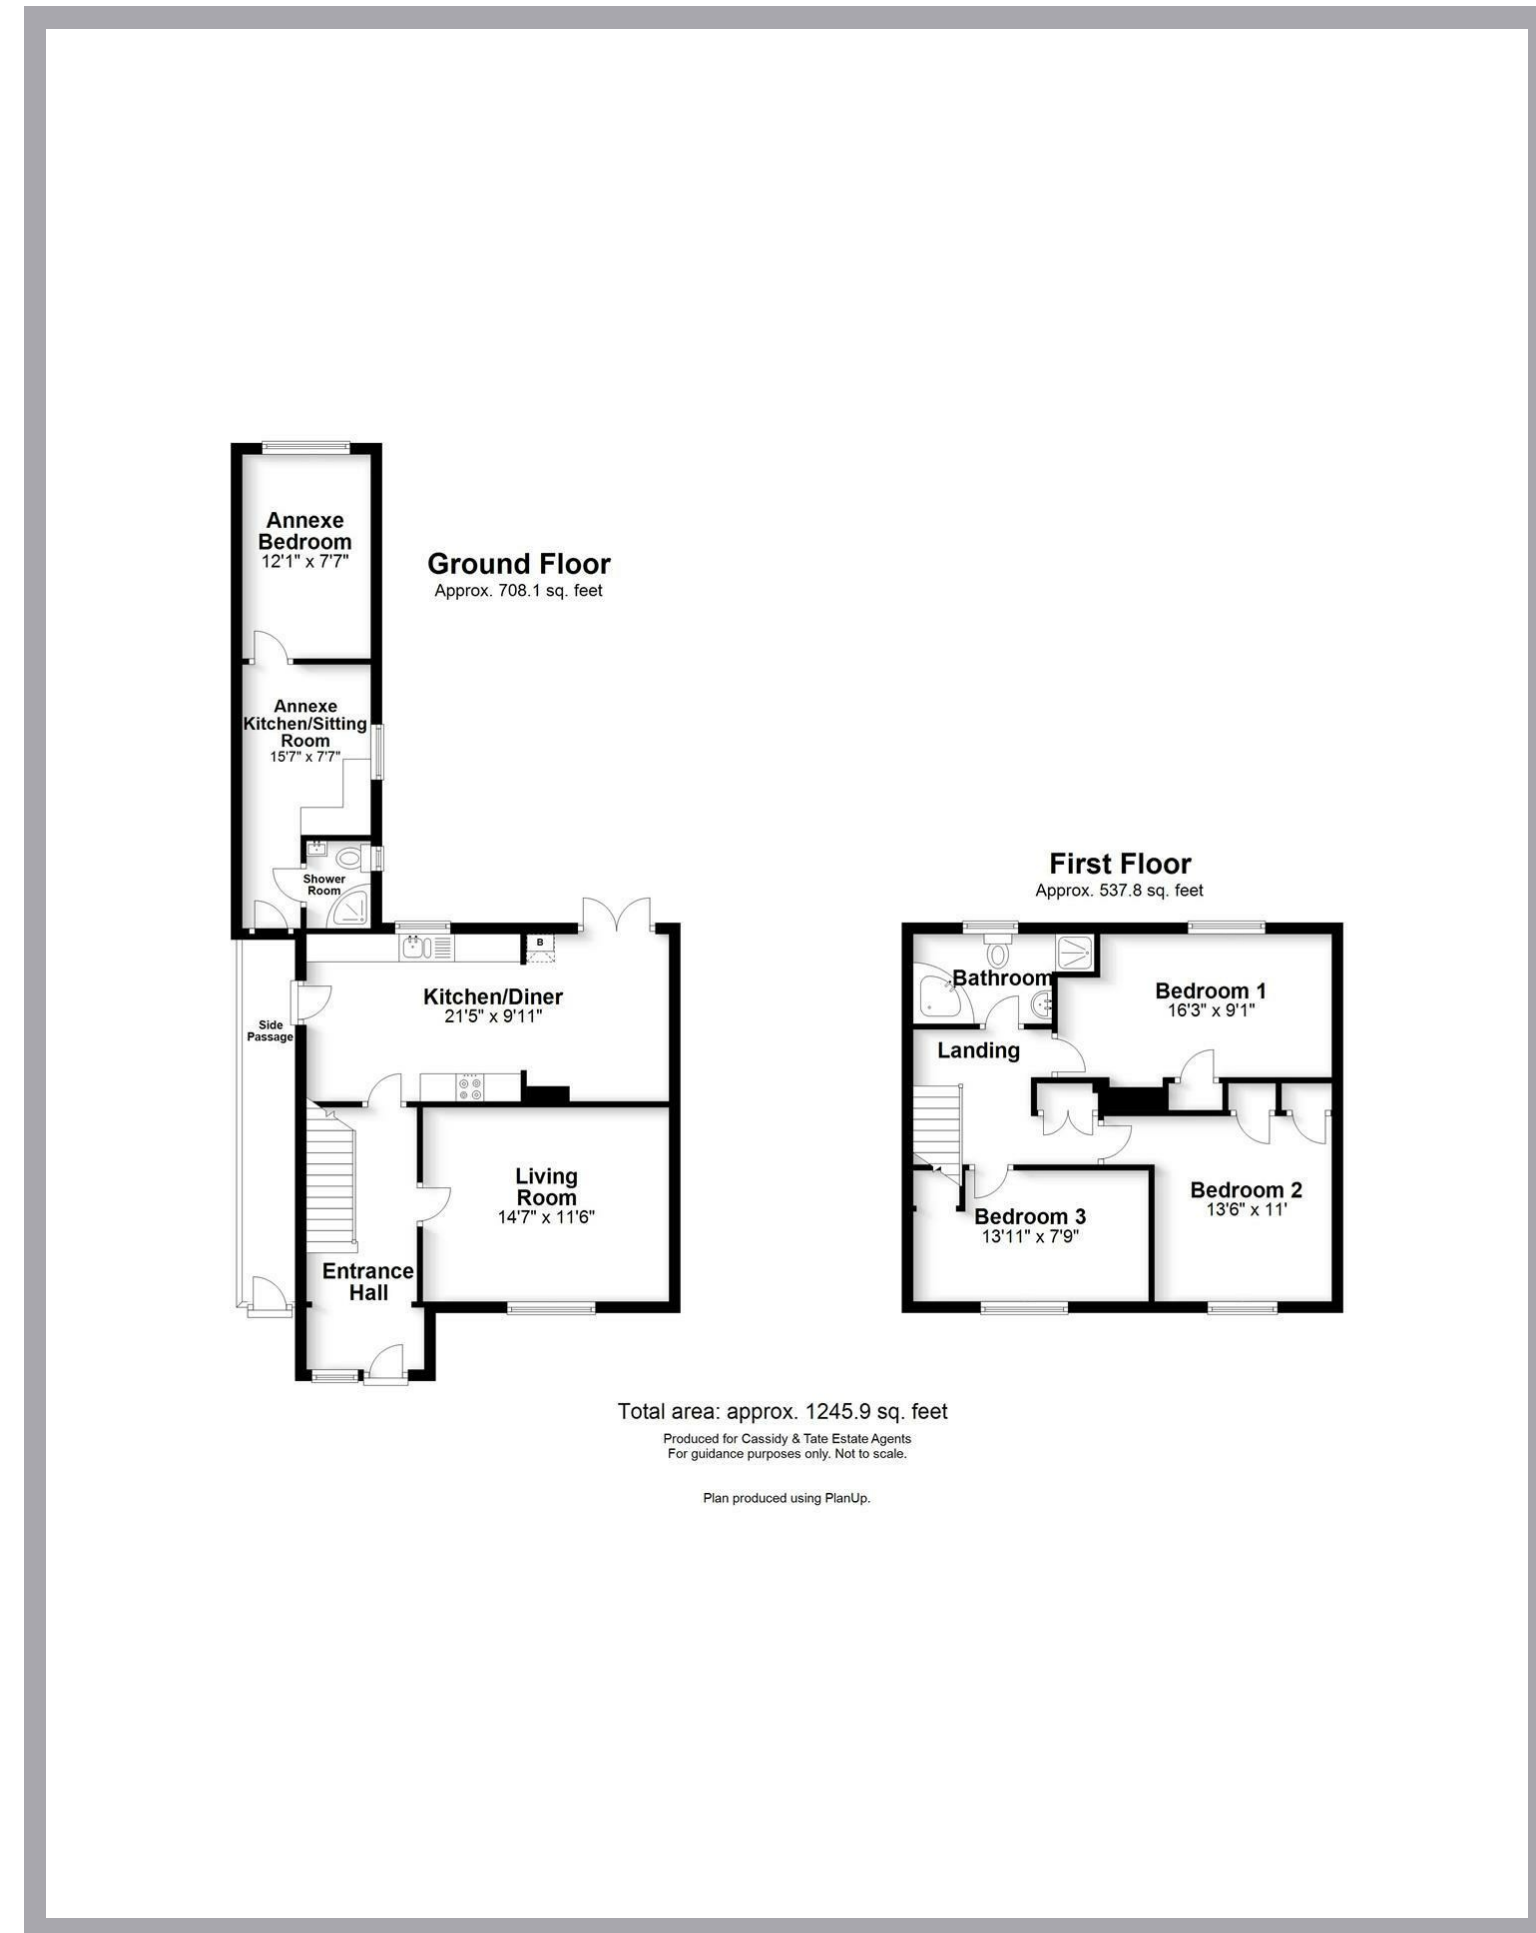 Annexe
Bedroom
12'1" x 7'7"
Ground Floor
Approx. 708.1 sq. feet
Annexe
Kitchen/Sitting
Room
15'7" x 7'7"
Shower
Room
B
Kitchen/Diner
21'5" x 9'11"
Side
Passage
Living
Room
14'7" x 11'6"
Entrance
Hall
First Floor
Approx. 537.8 sq. feet
Bathroom
Bedroom 1
16'3" x 9'1"
Landing
Bedroom 2
13'6" x 11'
Bedroom 3
13'11" x 7'9"
Total area: approx. 1245.9 sq. feet
Produced for Cassidy & Tate Estate Agents
For guidance purposes only. Not to scale.
Plan produced using PlanUp.